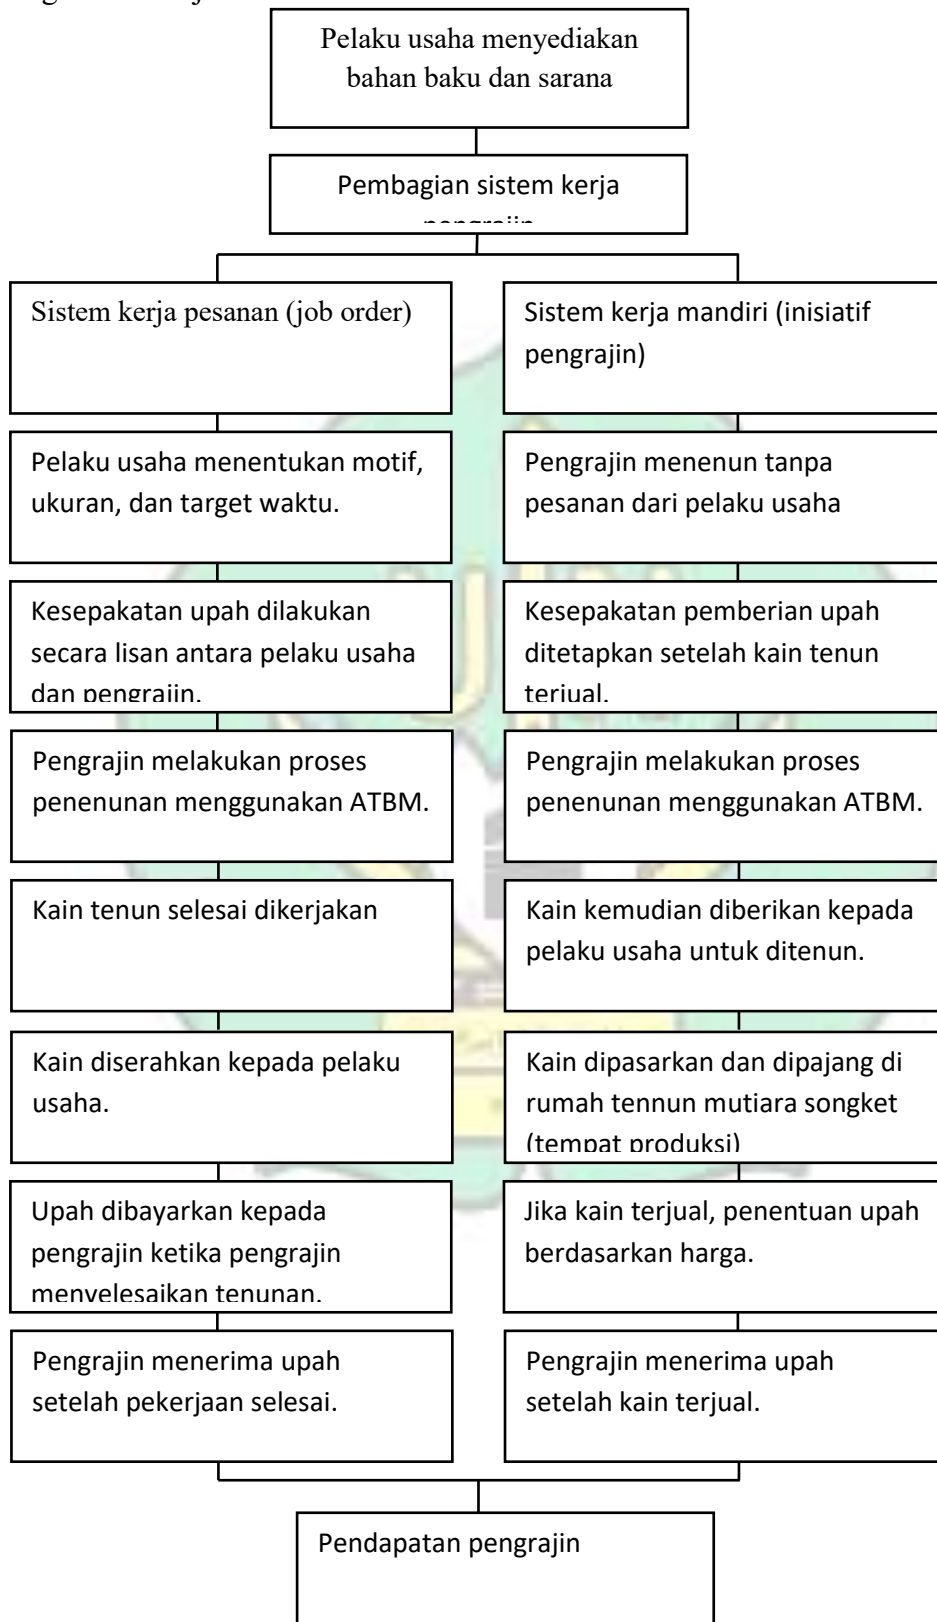 Pelaku usaha menyediakan
bahan baku dan sarana
Pembagian sistem kerja
pengrajin
Sistem kerja pesanan (job order)
Pelaku usaha menentukan motif,
ukuran, dan target waktu.
Kesepakatan upah dilakukan
secara lisan antara pelaku usaha
dan pengrajin.
Pengrajin melakukan proses
penenunan menggunakan ATBM.
Kain tenun selesai dikerjakan
Kain diserahkan kepada pelaku
usaha.
Upah dibayarkan kepada
pengrajin ketika pengrajin
menyelesaikan tenunan.
Pengrajin menerima upah
setelah pekerjaan selesai.
Sistem kerja mandiri (inisiatif
pengrajin)
Pengrajin menenun tanpa
pesanan dari pelaku usaha
Kesepakatan pemberian upah
ditetapkan setelah kain tenun
terjual.
Pengrajin melakukan proses
penenunan menggunakan ATBM.
Kain kemudian diberikan kepada
pelaku usaha untuk ditenun.
Kain dipasarkan dan dipajang di
rumah tennun mutiara songket
(tempat produksi)
Jika kain terjual, penentuan upah
berdasarkan harga.
Pengrajin menerima upah
setelah kain terjual.
Pendapatan pengrajin